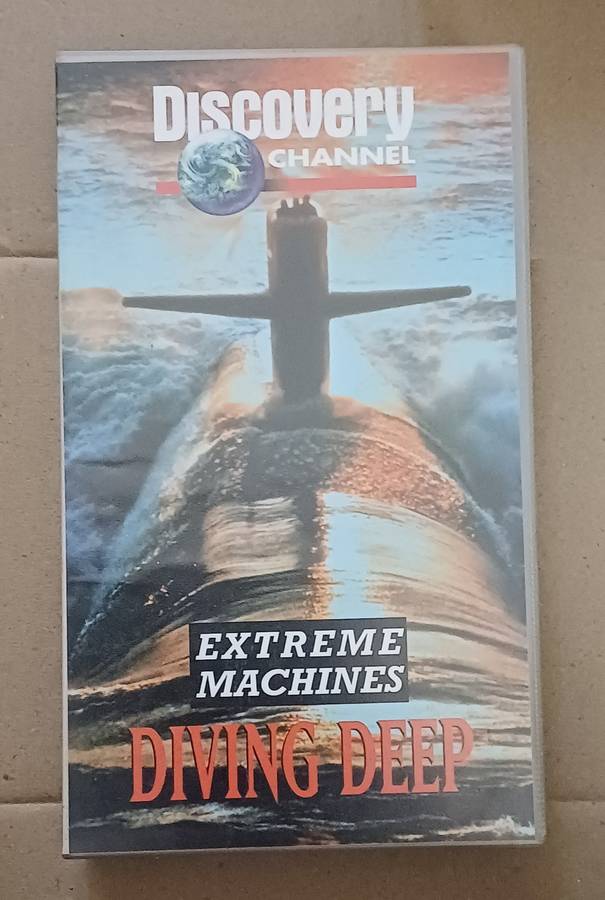 Discovery
CHANNEL
EXTREME
MACHINES
DIVING DEEP